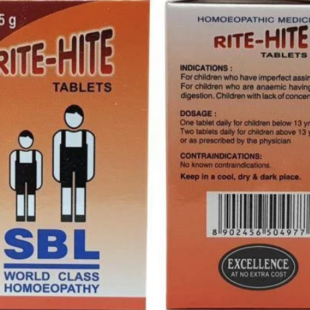 5 g
RITE-HITE
TABLETS
SBL
WORLD CLASS
HOMOEOPATHY
HOMOEOPATHIC MEDICI
RITE-HITE
TABLETS
INDICATIONS :
For children who have imperfect assim
For children who are anaemic having
digestion. Children with lack of concen
DOSAGE :
One tablet daily for children below 13 yr
Two tablets daily for children above 13 y
or as prescribed by the physician
CONTRAINDICATIONS:
No known contraindications.
Keep in a cool, dry & dark place.
8 902456 504977
EXCELLENCE
AT NO EXTRA COST